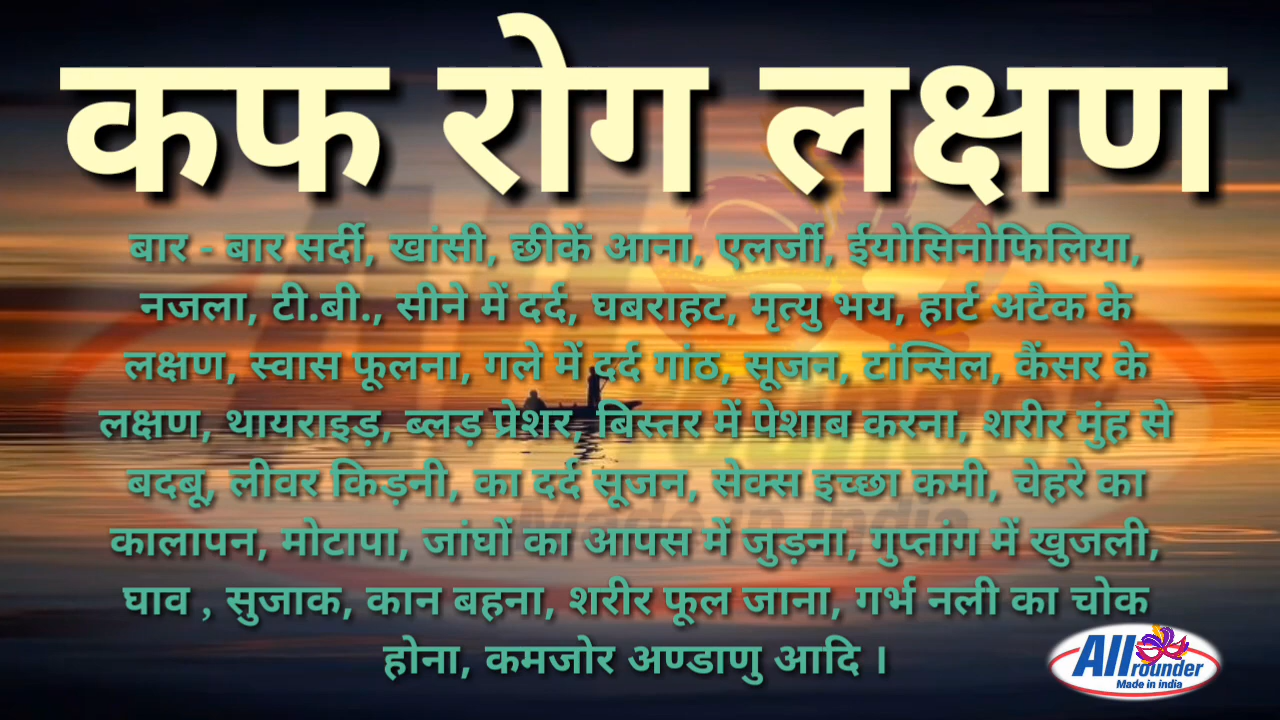 कफ रोग लक्षण
बार - बार सर्दी, खांसी, छीकें आना, एलर्जी, ईयोसिनोफिलिया,
नजला, टी.बी., सीने में दर्द, घबराहट, मृत्यु भय, हार्ट अटैक के
लक्षण, स्वास फूलना, गले में दर्द गांठ, सूजन, टांन्सिल, कैंसर के
लक्षण, थायराइड़, ब्लड़ प्रेशर, बिस्तर में पेशाब करना, शरीर मुंह से
बदबू, लीवर किड़नी, का दर्द सूजन, सेक्स इच्छा कमी, चेहरे का
कालापन, मोटापा, जांघों का आपस में जुड़ना, गुप्तांग में खुजली,
घाव , सुजाक, कान बहना, शरीर फूल जाना, गर्भ नली का चोक
होना, कमजोर अण्डाणु आदि ।
All rounder
Made in india